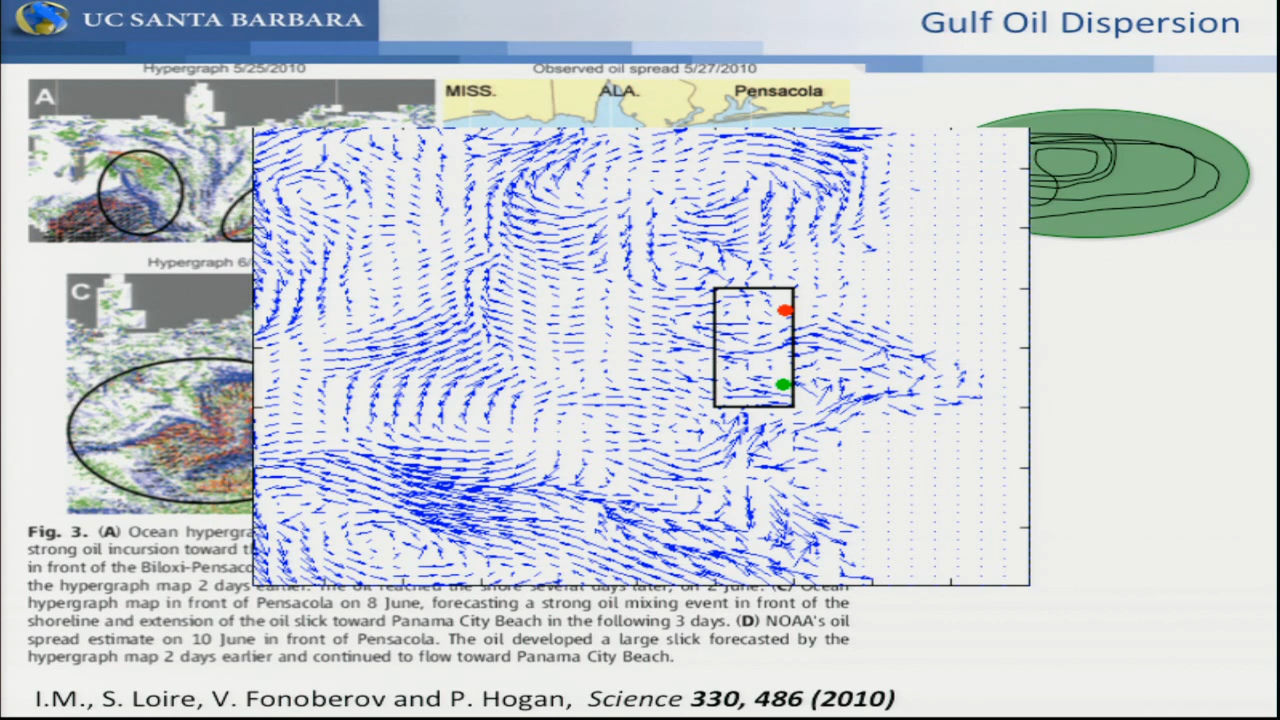 UC SANTA BARBARA
Gulf Oil Dispersion
Hypergraph 5/25/2010
Observed oil spread 5/27/2010
A
MISS.
ALA.
Pensacola
Hypergraph 6/
C
Fig. 3. (A) Ocean hypergra
strong oil incursion toward t
in front of the Biloxi-Pensaco
the hypergraph map 2 days earlier. The oil reached the shore several days later, on 2 June. (C) Ocean
hypergraph map in front of Pensacola on 8 June, forecasting a strong oil mixing event in front of the
shoreline and extension of the oil slick toward Panama City Beach in the following 3 days. (D) NOAA's oil
spread estimate on 10 June in front of Pensacola. The oil developed a large slick forecasted by the
hypergraph map 2 days earlier and continued to flow toward Panama City Beach.
I.M., S. Loire, V. Fonoberov and P. Hogan, Science 330, 486 (2010)